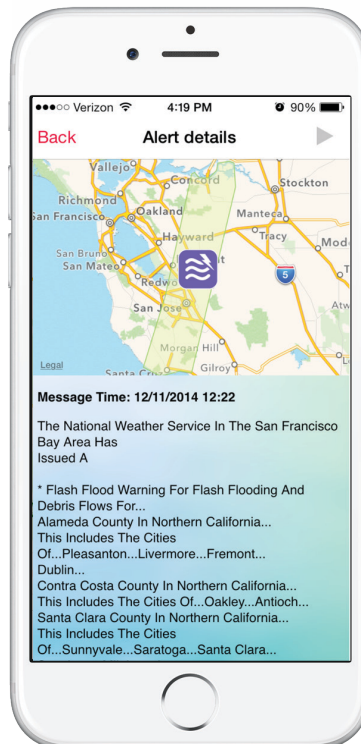 Verizon 4:19 PM 90%
Back Alert details
Vallejo
Concord
Stockton
Richmond
San Francisco Oakland
Manteca
Hayward
Tracy
San Bruno
San Mateo
5
San Jose
Morgan Hill
Legal
Santa Cruz
Gilroy
Message Time: 12/11/2014 12:22
The National Weather Service In The San Francisco
Bay Area Has
Issued A
* Flash Flood Warning For Flash Flooding And
Debris Flows For...
Alameda County In Northern California...
This Includes The Cities
Of...Pleasanton...Livermore...Fremont...
Dublin...
Contra Costa County In Northern California...
This Includes The Cities Of...Oakley...Antioch...
Santa Clara County In Northern California...
This Includes The Cities
Of...Sunnyvale...Saratoga...Santa Clara...